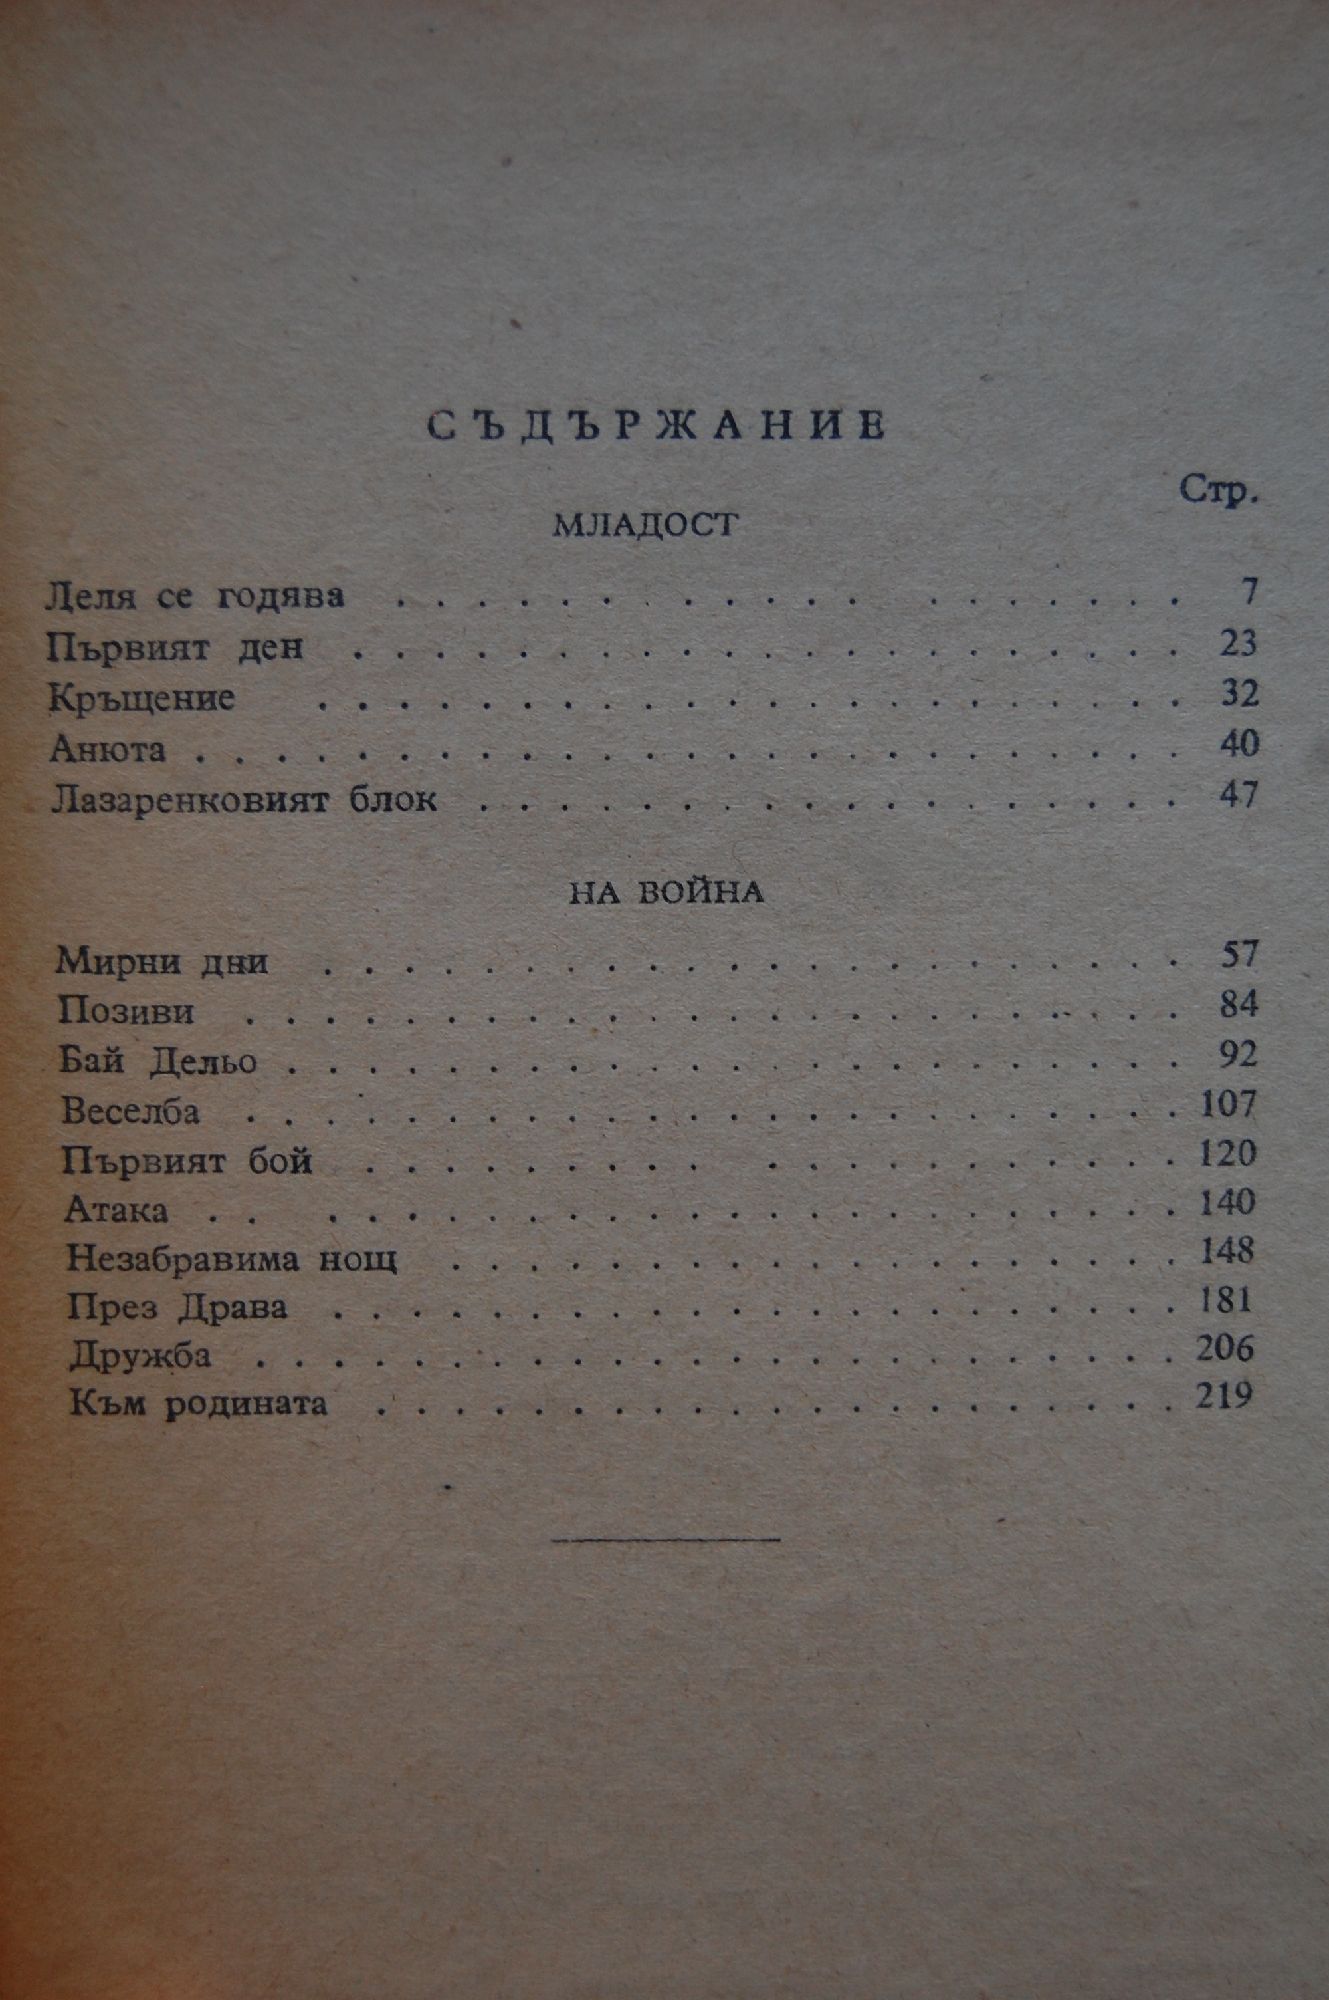 СЪДЪРЖАНИЕ
Стр.
МЛАДОСТ
Деля се годява . . . . . . . . . . . . . . . . . . . 7
Първият ден . . . . . . . . . . . . . . . . . . . . . 23
Кръщение . . . . . . . . . . . . . . . . . . . . . . 32
Анюта . . . . . . . . . . . . . . . . . . . . . . . . . 40
Лазаренковият блок . . . . . . . . . . . . . . . . . . 47
НА ВОЙНА
Мирни дни . . . . . . . . . . . . . . . . . . . . . . 57
Позиви . . . . . . . . . . . . . . . . . . . . . . . . 84
Бай Дельо . . . . . . . . . . . . . . . . . . . . . . . 92
Веселба . . . . . . . . . . . . . . . . . . . . . . . . 107
Първият бой . . . . . . . . . . . . . . . . . . . . 120
Атака . . . . . . . . . . . . . . . . . . . . . . . . 140
Незабравима нощ . . . . . . . . . . . . . . . . . . . 148
През Драва . . . . . . . . . . . . . . . . . . . . . . 181
Дружба . . . . . . . . . . . . . . . . . . . . . . . . 206
Към родината . . . . . . . . . . . . . . . . . . . . . 219